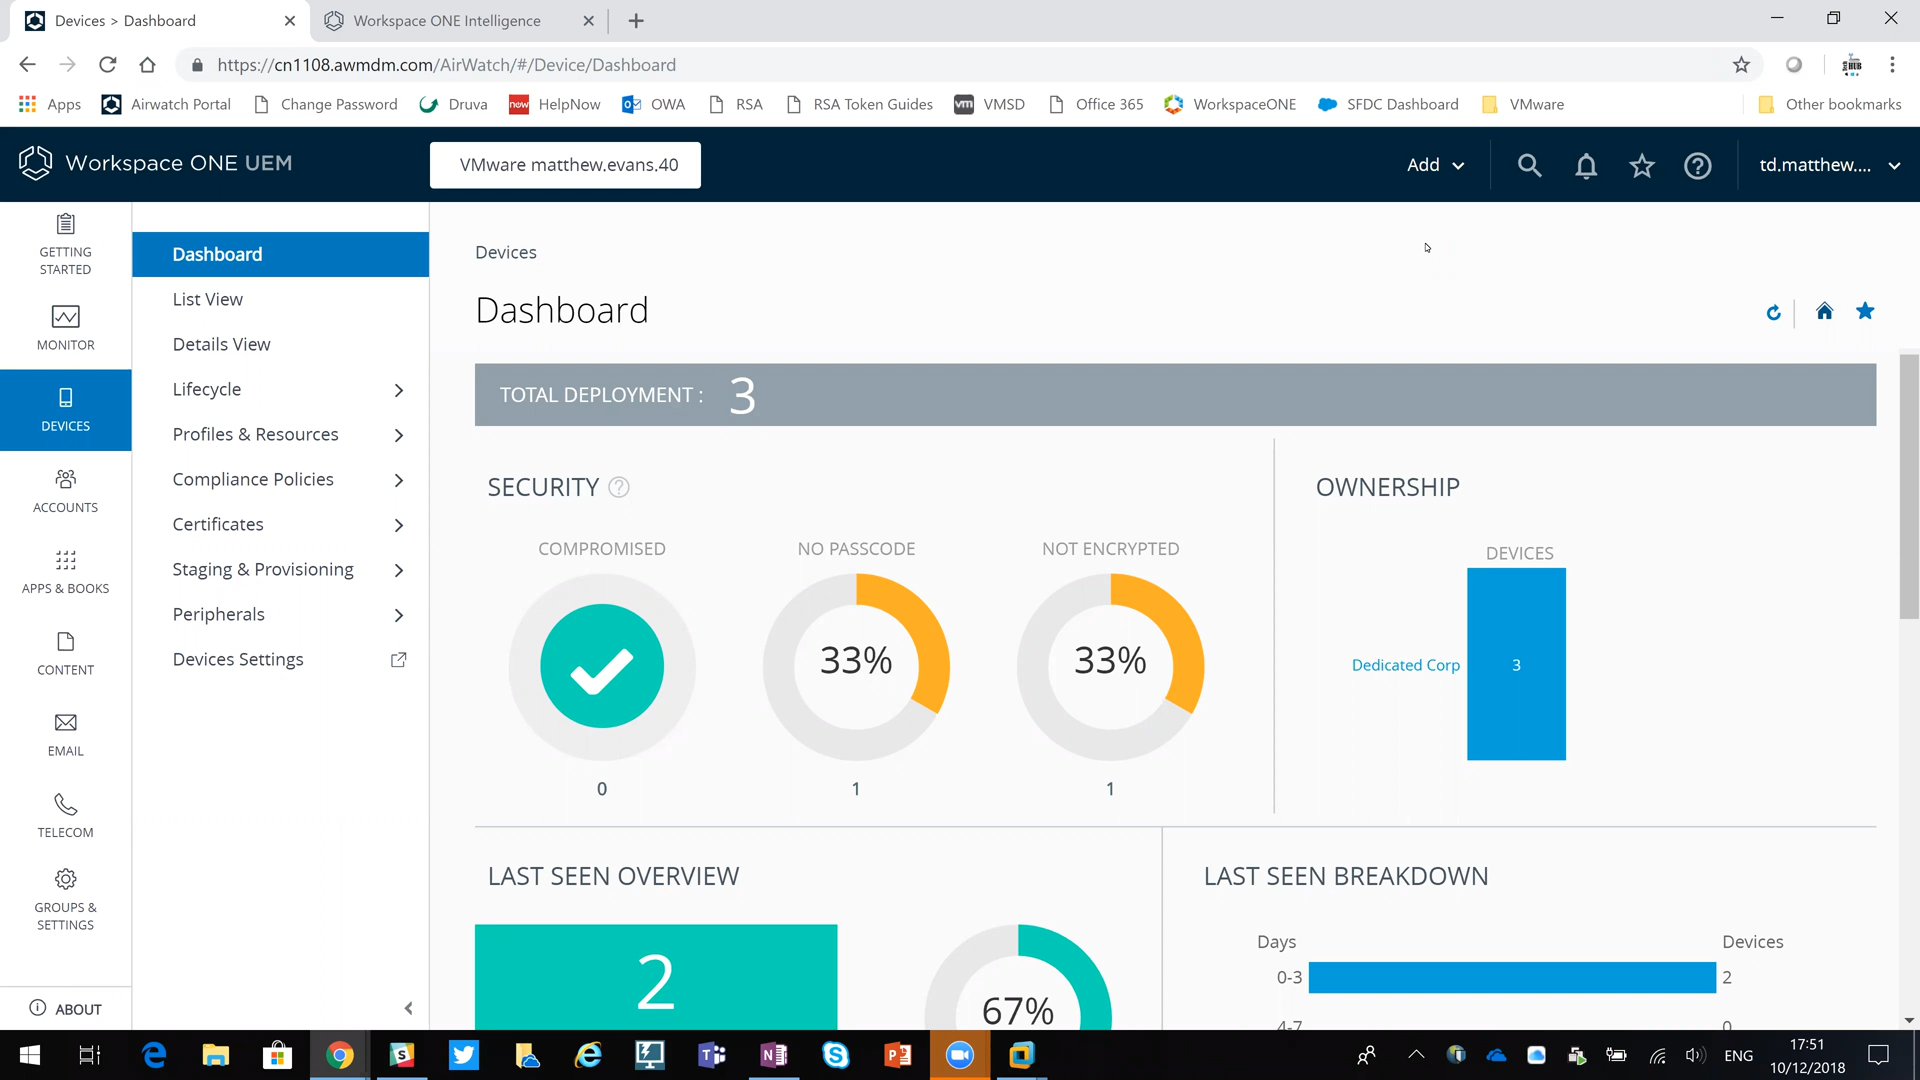 Devices > Dashboard
Workspace ONE Intelligence
https://cn1108.awmdm.com/AirWatch/#/Device/Dashboard
Apps
Airwatch Portal
Change Password
Druva
HelpNow
OWA
RSA
RSA Token Guides
VMSD
Office 365
WorkspaceONE
SFDC Dashboard
VMware
Other bookmarks
Workspace ONE UEM
VMware matthew.evans.40
Add
td.matthew....
GETTING
STARTED
MONITOR
DEVICES
ACCOUNTS
APPS & BOOKS
CONTENT
EMAIL
TELECOM
GROUPS &
SETTINGS
ABOUT
Dashboard
List View
Details View
Lifecycle
Profiles & Resources
Compliance Policies
Certificates
Staging & Provisioning
Peripherals
Devices Settings
Devices
Dashboard
TOTAL DEPLOYMENT : 3
SECURITY
COMPROMISED
0
NO PASSCODE
33%
1
NOT ENCRYPTED
33%
1
OWNERSHIP
DEVICES
Dedicated Corp
3
LAST SEEN OVERVIEW
2
67%
LAST SEEN BREAKDOWN
Days
Devices
0-3
2
4-7
0
ENG
17:51
10/12/2018